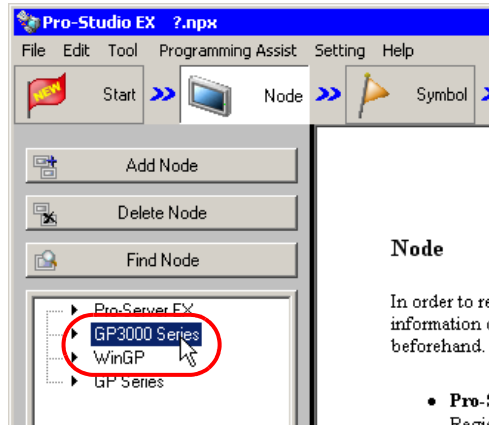 Pro-Studio EX ?.npx
File Edit Tool Programming Assist Setting Help
NEW Start Node Symbol
Add Node
Delete Node
Find Node
Pro-Server EX
GP3000 Series
WinGP
GP Series
Node
In order to re
information
beforehand.
• Pro-S